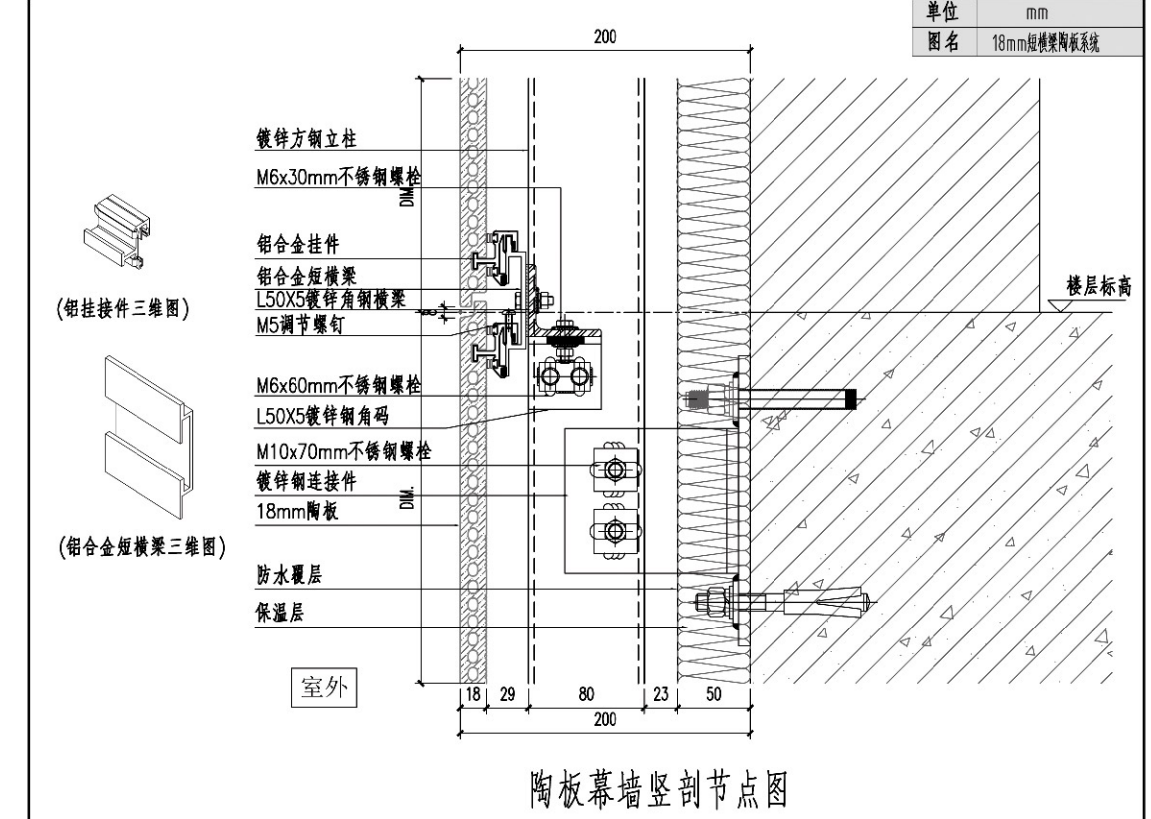 单位 mm
图名 18mm短横梁陶板系统
200
镀锌方钢立柱
M6x30mm不锈钢螺栓
DIM.
铝合金挂件
铝合金短横梁
L50X5镀锌角钢横梁
M5调节螺钉
8
楼层标高
(铝挂接件三维图)
M6x60mm不锈钢螺栓
L50X5镀锌钢角码
M10x70mm不锈钢螺栓
镀锌钢连接件
DIM.
18mm陶板
(铝合金短横梁三维图)
防水覆层
保温层
室外
18 29 80 23 50
200
陶板幕墙竖剖节点图